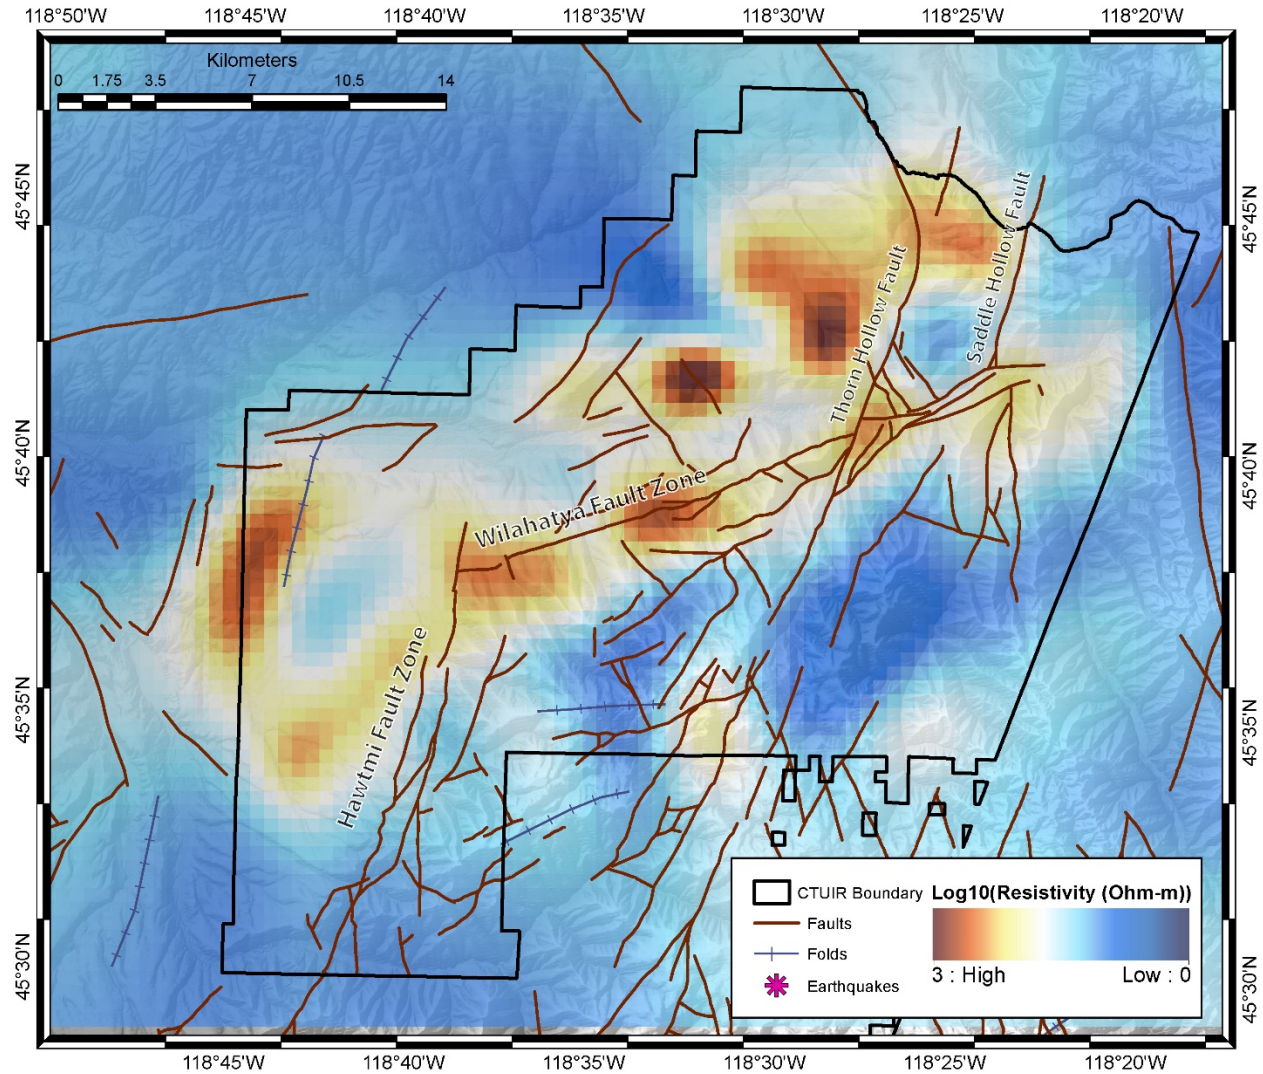 118°50'W 118°45'W 118°40'W 118°35'W 118°30'W 118°25'W 118°20'W
Kilometers
0 1.75 3.5 7 10.5 14
45°45'N
45°45'N
Saddle Hollow Fault
Thorn Hollow Fault
45°40'N
45°40'N
Wilahatya Fault Zone
45°35'N
45°35'N
Hawtmi Fault Zone
CTUIR Boundary
Faults
Folds
Earthquakes
Log10(Resistivity (Ohm-m))
3 : High Low : 0
45°30'N
45°30'N
118°45'W 118°40'W 118°35'W 118°30'W 118°25'W 118°20'W